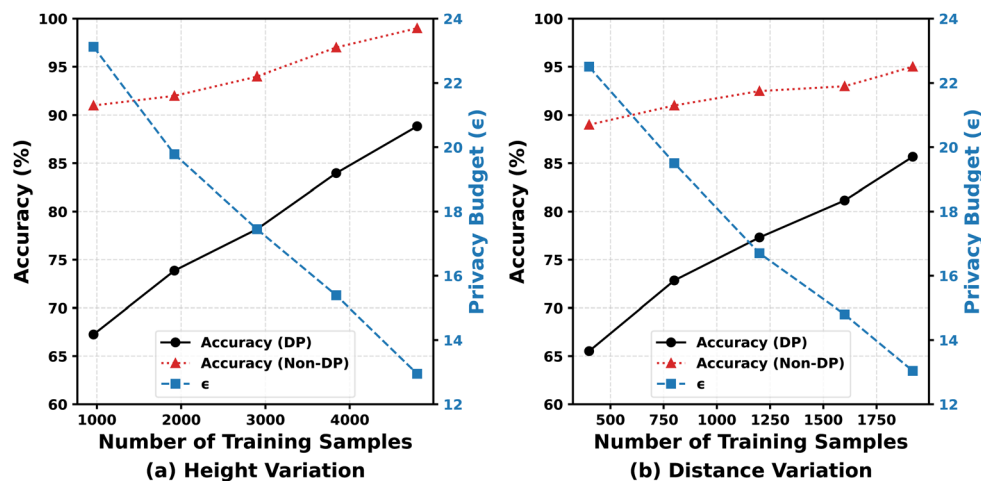 100
95
90
85
80
75
70
65
60
Accuracy (%)
24
22
20
18
16
14
12
Privacy Budget (ϵ)
Accuracy (DP)
Accuracy (Non-DP)
ϵ
1000 2000 3000 4000
Number of Training Samples
(a) Height Variation
100
95
90
85
80
75
70
65
60
Accuracy (%)
24
22
20
18
16
14
12
Privacy Budget (ϵ)
Accuracy (DP)
Accuracy (Non-DP)
ϵ
500 750 1000 1250 1500 1750
Number of Training Samples
(b) Distance Variation